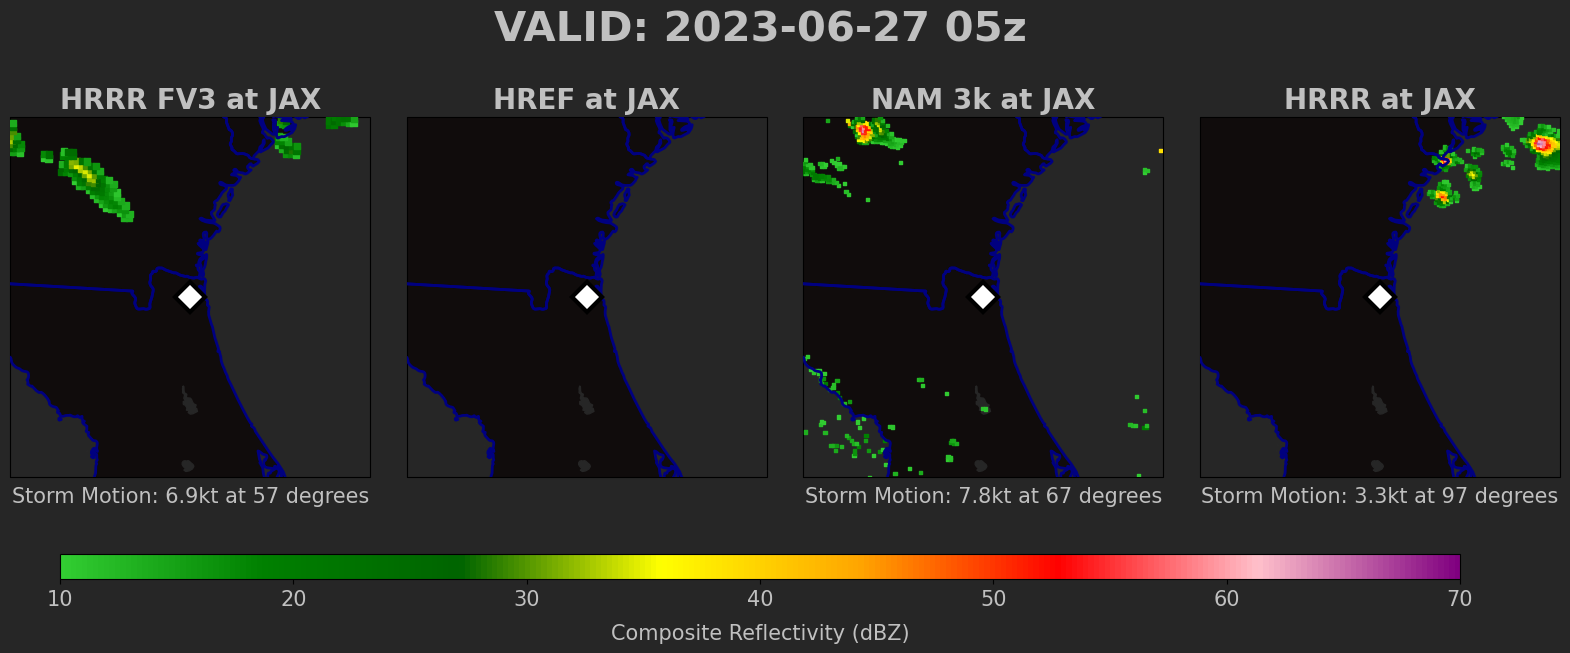 VALID: 2023-06-27 05z
HRRR FV3 at JAX
HREF at JAX
NAM 3k at JAX
HRRR at JAX
Storm Motion: 6.9kt at 57 degrees
Storm Motion: 7.8kt at 67 degrees
Storm Motion: 3.3kt at 97 degrees
10 20 30 40 50 60 70
Composite Reflectivity (dBZ)